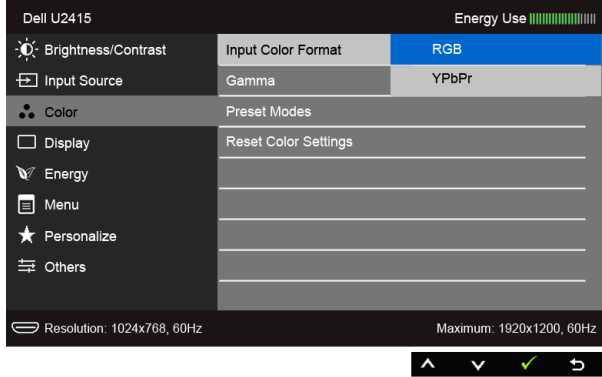 Dell U2415 Energy Use
Brightness/Contrast Input Color Format RGB
Input Source Gamma YPbPr
Color Preset Modes
Display Reset Color Settings
Energy
Menu
Personalize
Others
Resolution: 1024x768, 60Hz Maximum: 1920x1200, 60Hz